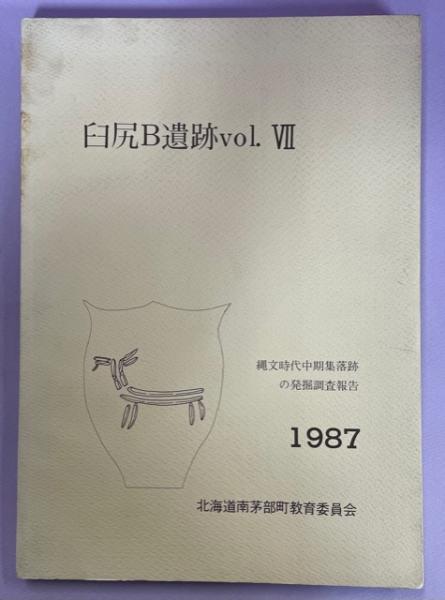 臼尻B遺跡vol. Ⅶ
縄文時代中期集落跡
の発掘調査報告
1987
北海道南茅部町教育委員会